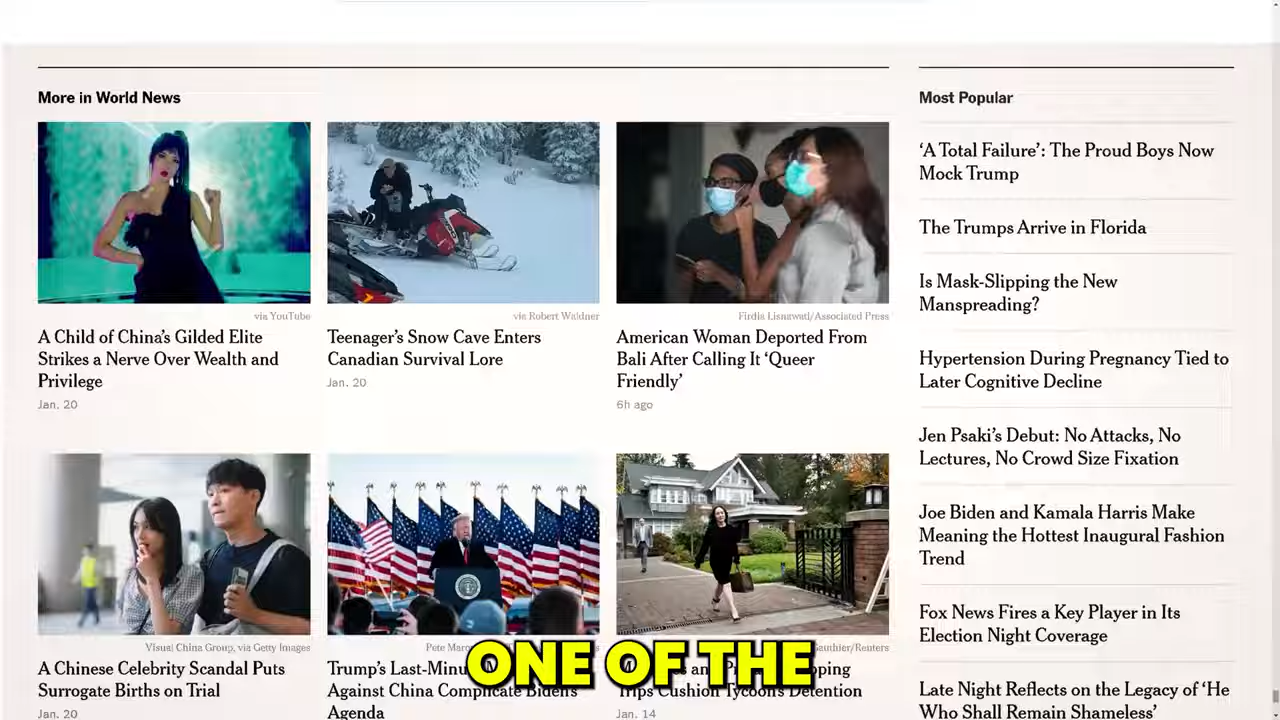 More in World News
via YouTube
A Child of China's Gilded Elite
Strikes a Nerve Over Wealth and
Privilege
Jan. 20
via Robert Waldner
Teenager's Snow Cave Enters
Canadian Survival Lore
Jan. 20
Firdia Lisnawati/Associated Press
American Woman Deported From
Bali After Calling It 'Queer
Friendly'
6h ago
Visual China Group, via Getty Images
A Chinese Celebrity Scandal Puts
Surrogate Births on Trial
Jan. 20
Pete
Trump's
Against China Complicate Biden's
Agenda
Gauthier/Reuters
and
Trips Cushion Tycoon's Detention
Jan. 14
ONE OF THE
Most Popular
'A Total Failure': The Proud Boys Now
Mock Trump
The Trumps Arrive in Florida
Is Mask-Slipping the New
Manspreading?
Hypertension During Pregnancy Tied to
Later Cognitive Decline
Jen Psaki's Debut: No Attacks, No
Lectures, No Crowd Size Fixation
Joe Biden and Kamala Harris Make
Meaning the Hottest Inaugural Fashion
Trend
Fox News Fires a Key Player in Its
Election Night Coverage
Late Night Reflects on the Legacy of 'He
Who Shall Remain Shameless'